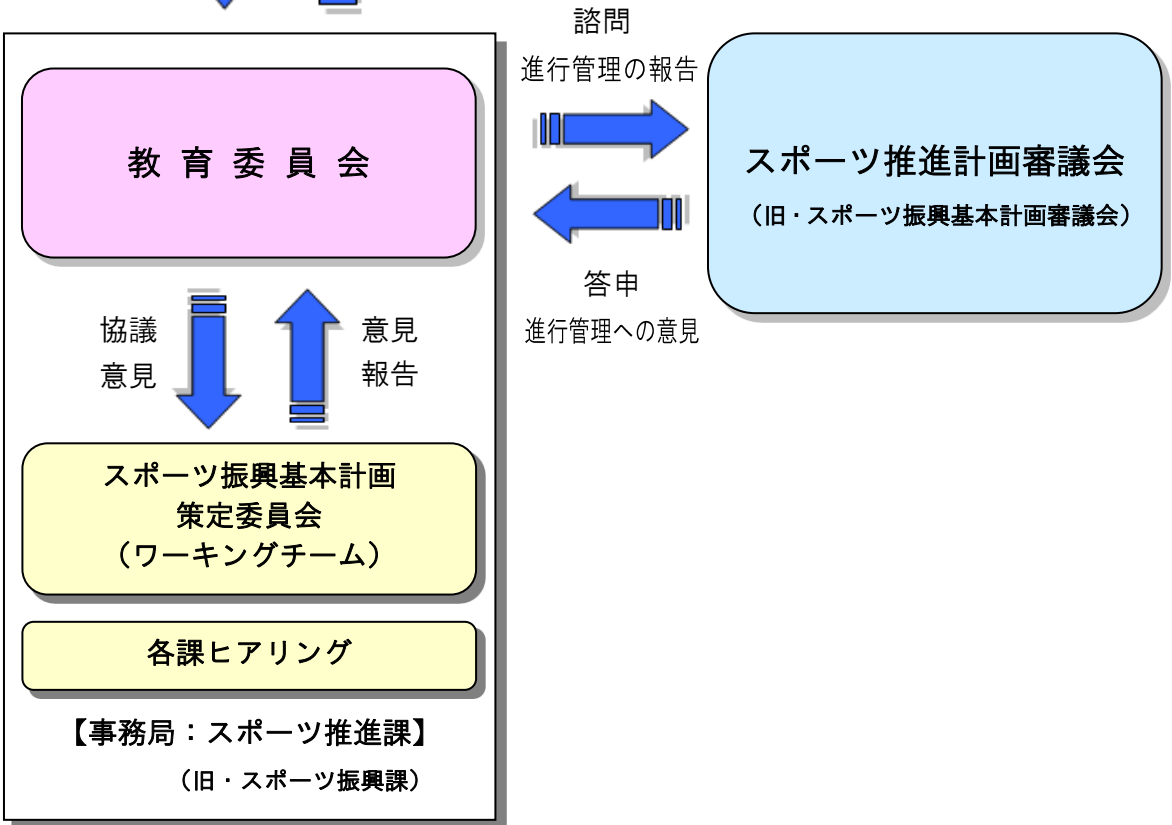 諮問
進行管理の報告
教育委員会
スポーツ推進計画審議会
（旧・スポーツ振興基本計画審議会）
答申
進行管理への意見
協議
意見
意見
報告
スポーツ振興基本計画
策定委員会
（ワーキングチーム）
各課ヒアリング
【事務局：スポーツ推進課】
（旧・スポーツ振興課）